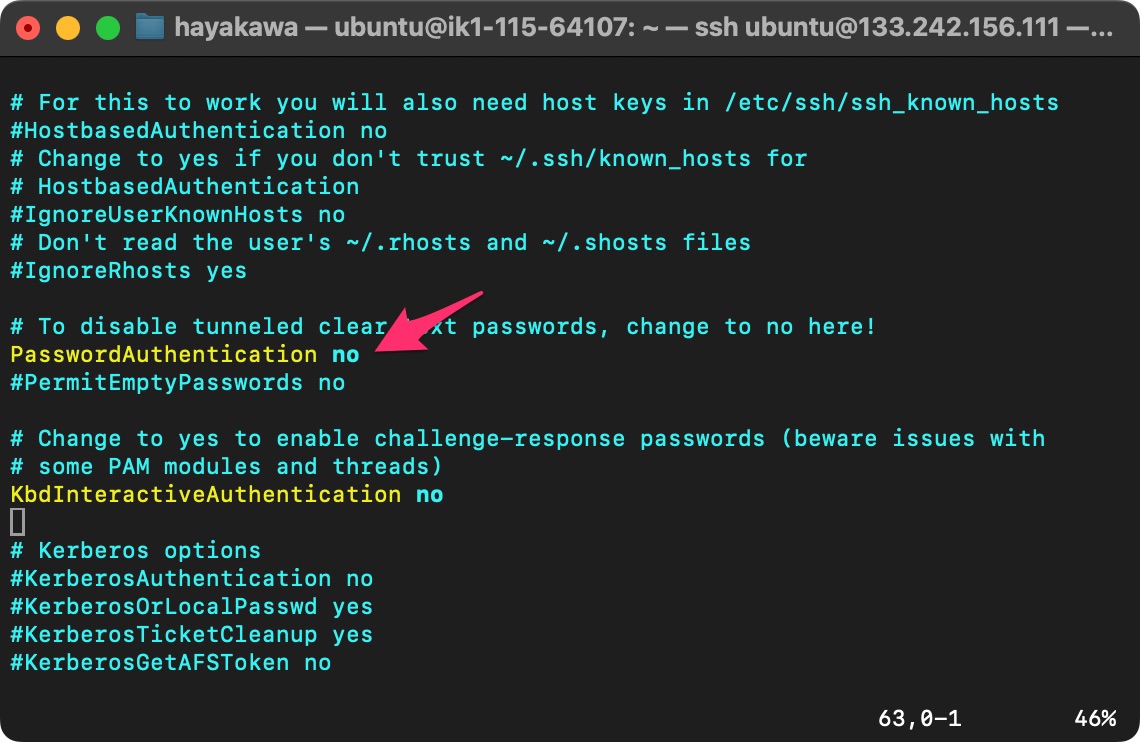 hayakawa — ubuntu@ik1-115-64107: ~ — ssh ubuntu@133.242.156.111 —...
# For this to work you will also need host keys in /etc/ssh/ssh_known_hosts
#HostbasedAuthentication no
# Change to yes if you don't trust ~/.ssh/known_hosts for
# HostbasedAuthentication
#IgnoreUserKnownHosts no
# Don't read the user's ~/.rhosts and ~/.shosts files
#IgnoreRhosts yes
# To disable tunneled clear text passwords, change to no here!
PasswordAuthentication no
#PermitEmptyPasswords no
# Change to yes to enable challenge-response passwords (beware issues with
# some PAM modules and threads)
KbdInteractiveAuthentication no
# Kerberos options
#KerberosAuthentication no
#KerberosOrLocalPasswd yes
#KerberosTicketCleanup yes
#KerberosGetAFSToken no
63,0-1 46%